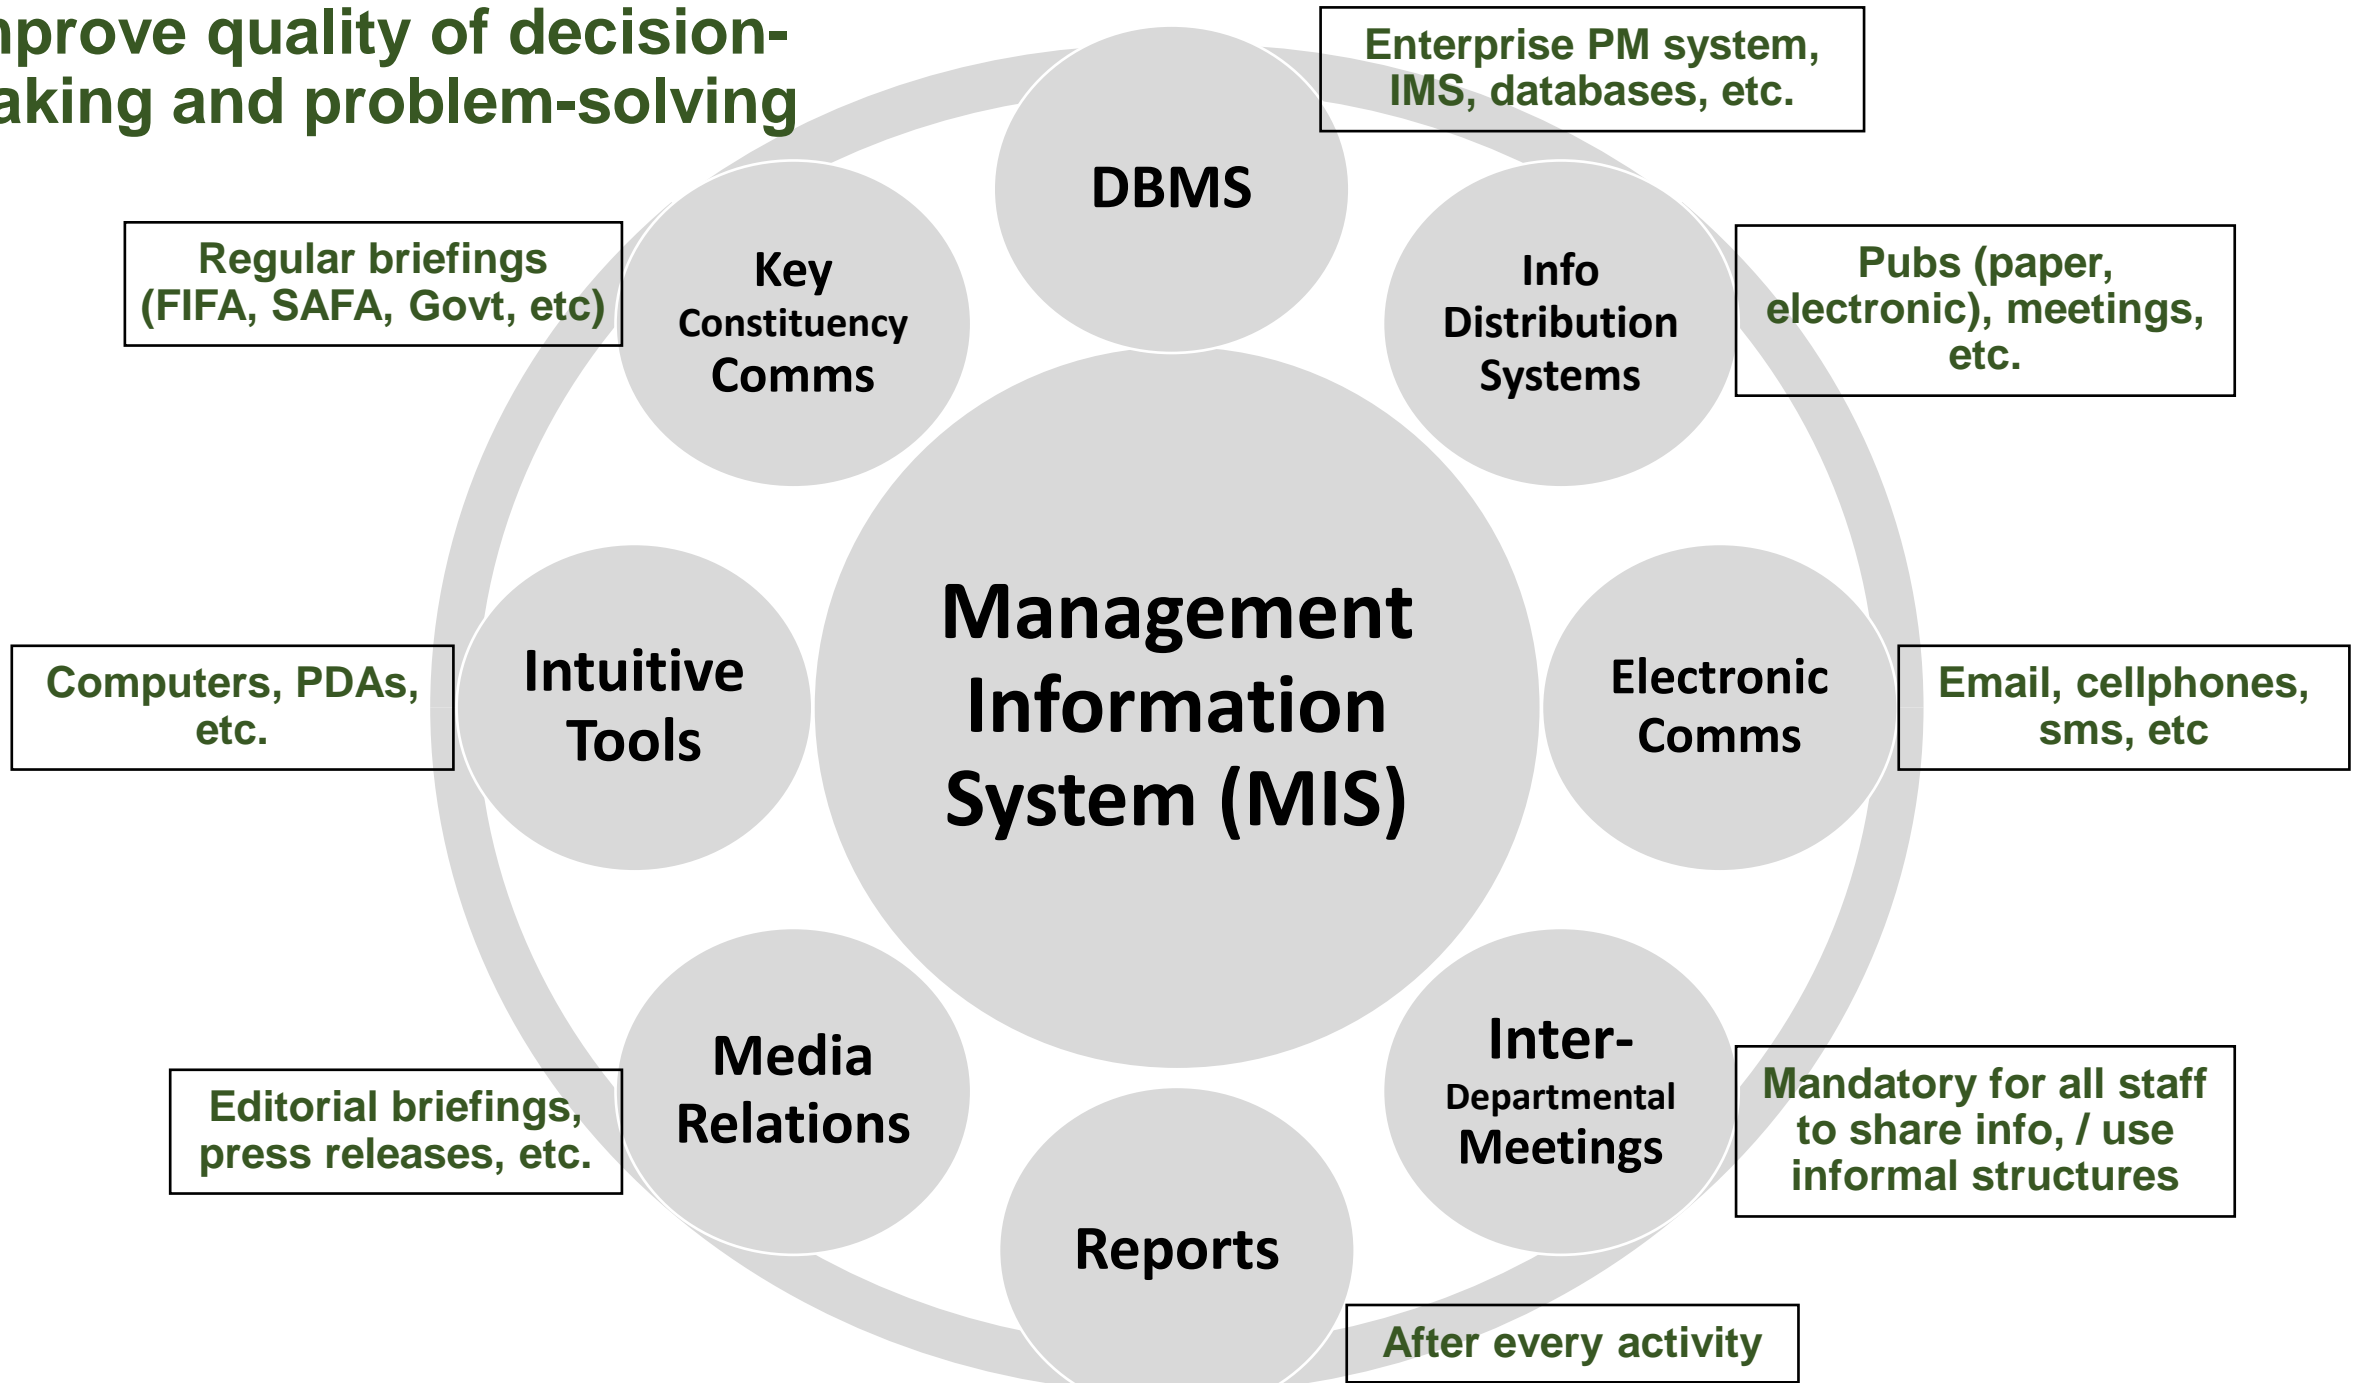 mprove quality of decision-
aking and problem-solving
Enterprise PM system,
IMS, databases, etc.
DBMS
Regular briefings
(FIFA, SAFA, Govt, etc)
Key
Constituency
Comms
Info
Distribution
Systems
Pubs (paper,
electronic), meetings,
etc.
Computers, PDAs,
etc.
Intuitive
Tools
Management
Information
System (MIS)
Electronic
Comms
Email, cellphones,
sms, etc
Editorial briefings,
press releases, etc.
Media
Relations
Inter-
Departmental
Meetings
Mandatory for all staff
to share info, / use
informal structures
Reports
After every activity